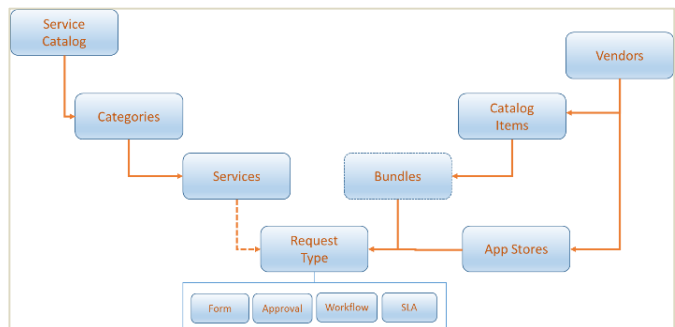 Service
Catalog
Vendors
Categories
Catalog
Items
Services
Bundles
Request
Type
App Stores
Form
Approval
Workflow
SLA